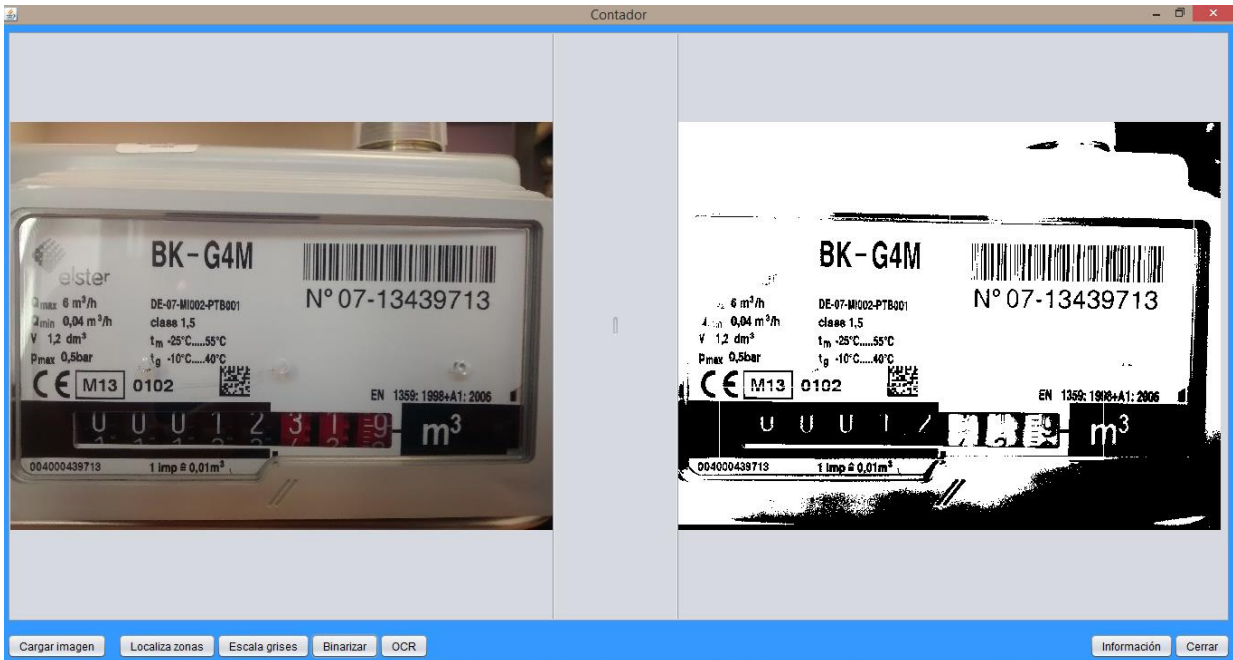 Contador
elster
BK-G4M
Nº 07-13439713
Qmax 6 m³/h
Qmin 0,04 m³/h
V 1,2 dm³
Pmax 0,5bar
DE-07-MI002-PTB001
class 1,5
tm -25°C.....55°C
tg -10°C.....40°C
CE M13 0102
EN 1359: 1998+A1: 2006
0 0 0 1 2 3 1 9 m³
004000439713 1 imp ≙ 0,01m³
BK-G4M
Nº 07-13439713
6 m³/h
0,04 m³/h
V 1,2 dm³
Pmax 0,5bar
DE-07-MI002-PTB001
class 1,5
tm -25°C.....55°C
tg -10°C.....40°C
CE M13 0102
EN 1359: 1998+A1: 2006
m³
004000439713 1 imp ≙ 0,01m³
Cargar imagen Localiza zonas Escala grises Binarizar OCR Información Cerrar